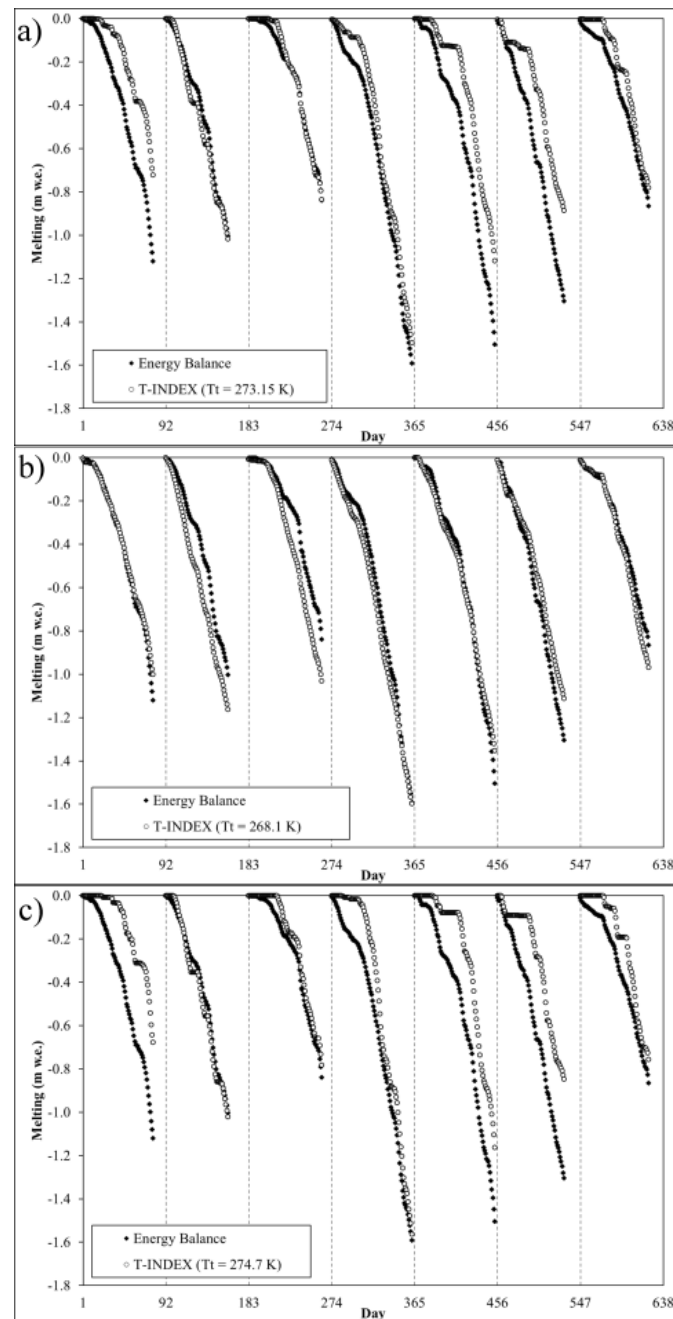 a)
0.0
-0.2
-0.4
-0.6
-0.8
-1.0
-1.2
-1.4
-1.6
-1.8
Melting (m w.e.)
Energy Balance
T-INDEX (Tt = 273.15 K)
1 92 183 274 365 456 547 638
Day
b)
0.0
-0.2
-0.4
-0.6
-0.8
-1.0
-1.2
-1.4
-1.6
-1.8
Melting (m w.e.)
Energy Balance
T-INDEX (Tt = 268.1 K)
1 92 183 274 365 456 547 638
Day
c)
0.0
-0.2
-0.4
-0.6
-0.8
-1.0
-1.2
-1.4
-1.6
-1.8
Melting (m w.e.)
Energy Balance
T-INDEX (Tt = 274.7 K)
1 92 183 274 365 456 547 638
Day